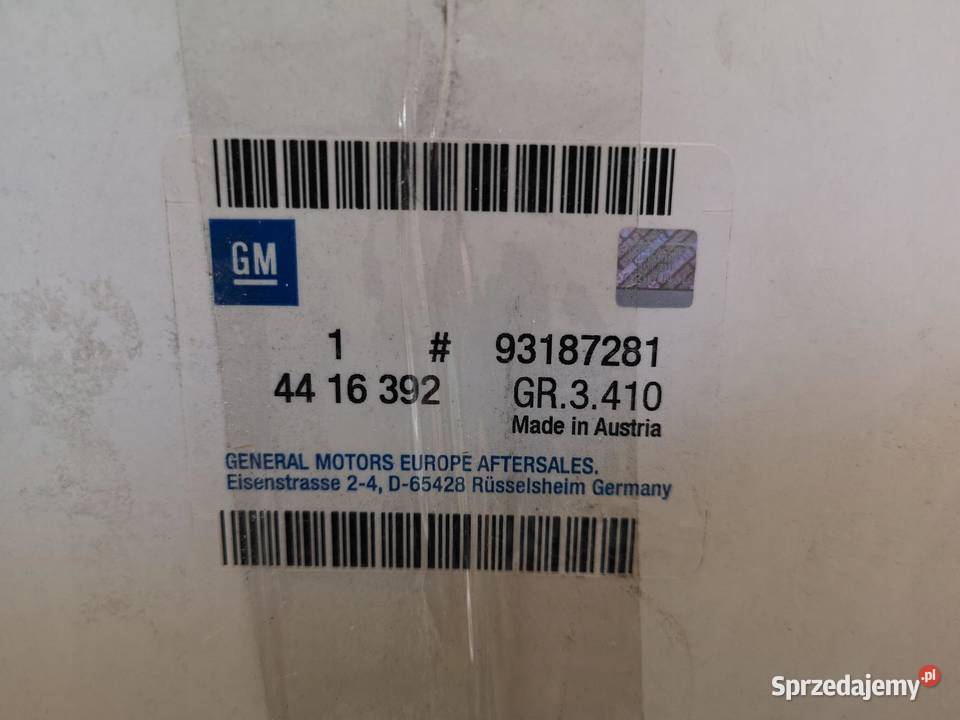 GM
1 # 93187281
44 16 392 GR.3.410
Made in Austria
GENERAL MOTORS EUROPE AFTERSALES.
Eisenstrasse 2-4, D-65428 Rüsselsheim Germany
Sprzedajemy.pl